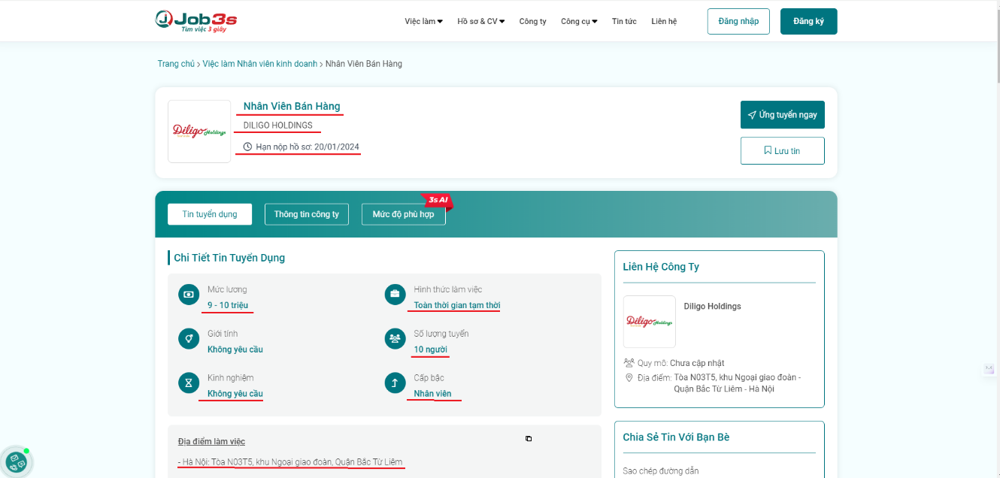 Job3s
Tìm việc 3 giây
Việc làm
Hồ sơ & CV
Công ty
Công cụ
Tin tức
Liên hệ
Đăng nhập
Đăng ký
Trang chủ > Việc làm Nhân viên kinh doanh > Nhân Viên Bán Hàng
Diligo Holdings
Nhân Viên Bán Hàng
DILIGO HOLDINGS
Hạn nộp hồ sơ: 20/01/2024
Ứng tuyển ngay
Lưu tin
Tin tuyển dụng
Thông tin công ty
Mức độ phù hợp
3s AI
Chi Tiết Tin Tuyển Dụng
Mức lương
9 - 10 triệu
Hình thức làm việc
Toàn thời gian tạm thời
Giới tính
Không yêu cầu
Số lượng tuyển
10 người
Kinh nghiệm
Không yêu cầu
Cấp bậc
Nhân viên
Địa điểm làm việc
- Hà Nội: Tòa N03T5, khu Ngoại giao đoàn, Quận Bắc Từ Liêm
Liên Hệ Công Ty
Diligo Holdings
Diligo Holdings
Quy mô: Chưa cập nhật
Địa điểm: Tòa N03T5, khu Ngoại giao đoàn -
Quận Bắc Từ Liêm - Hà Nội
Chia Sẻ Tin Với Bạn Bè
Sao chép đường dẫn